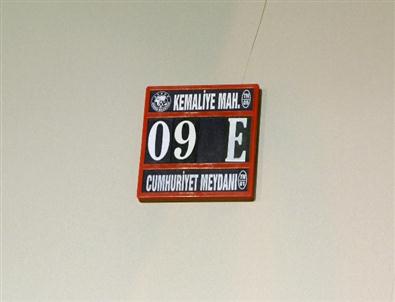 KEMALİYE MAH.
09 E
CUMHURİYET MEYDANI